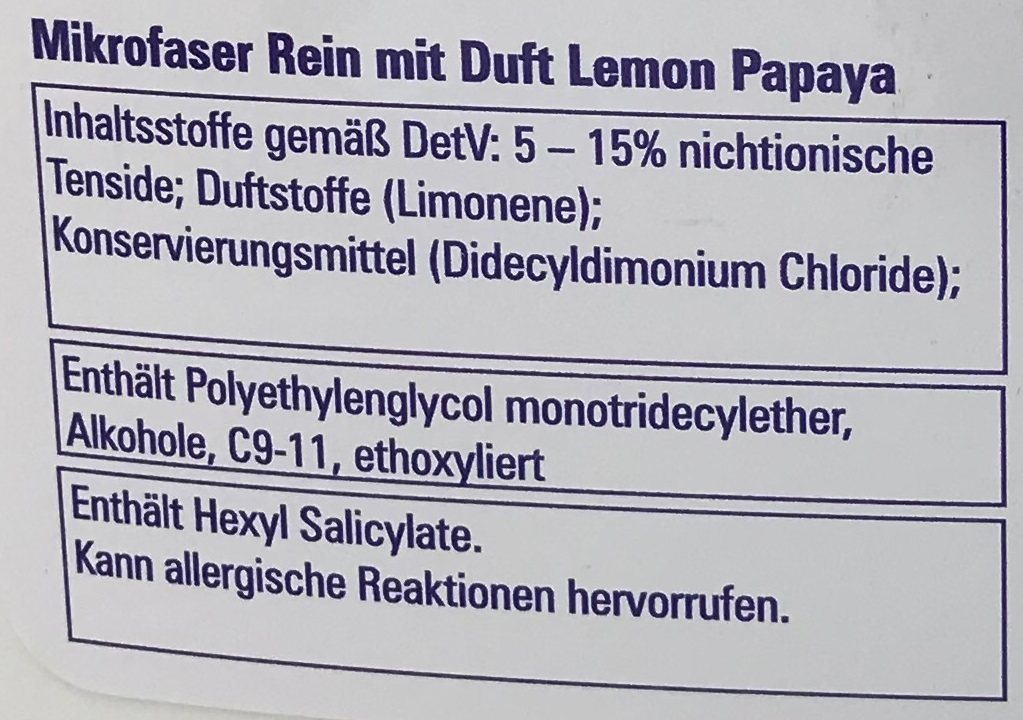 Mikrofaser Rein mit Duft Lemon Papaya
Inhaltsstoffe gemäß DetV: 5 – 15% nichtionische
Tenside; Duftstoffe (Limonene);
Konservierungsmittel (Didecyldimonium Chloride);
Enthält Polyethylenglycol monotridecylether,
Alkohole, C9-11, ethoxyliert
Enthält Hexyl Salicylate.
Kann allergische Reaktionen hervorrufen.